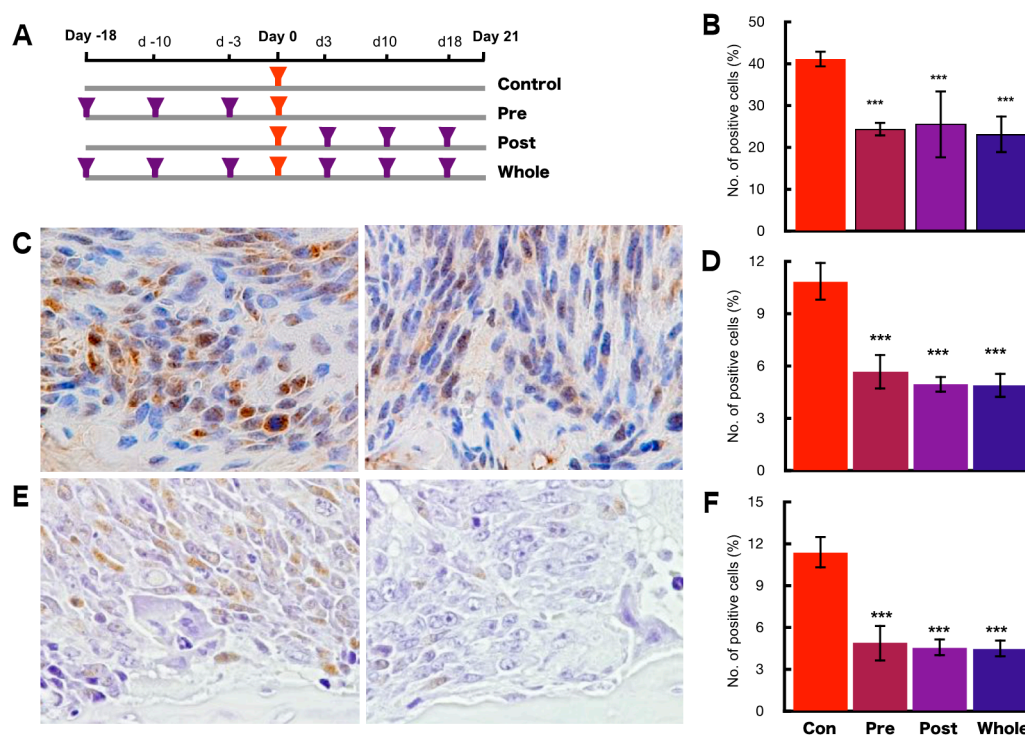 A
Day -18 d -10 d -3 Day 0 d3 d10 d18 Day 21
Control
Pre
Post
Whole
B
No. of positive cells (%)
50
40
30
20
10
0
***
***
***
C
D
No. of positive cells (%)
12
9
6
3
0
***
***
***
E
F
No. of positive cells (%)
15
12
9
6
3
0
***
***
***
Con Pre Post Whole